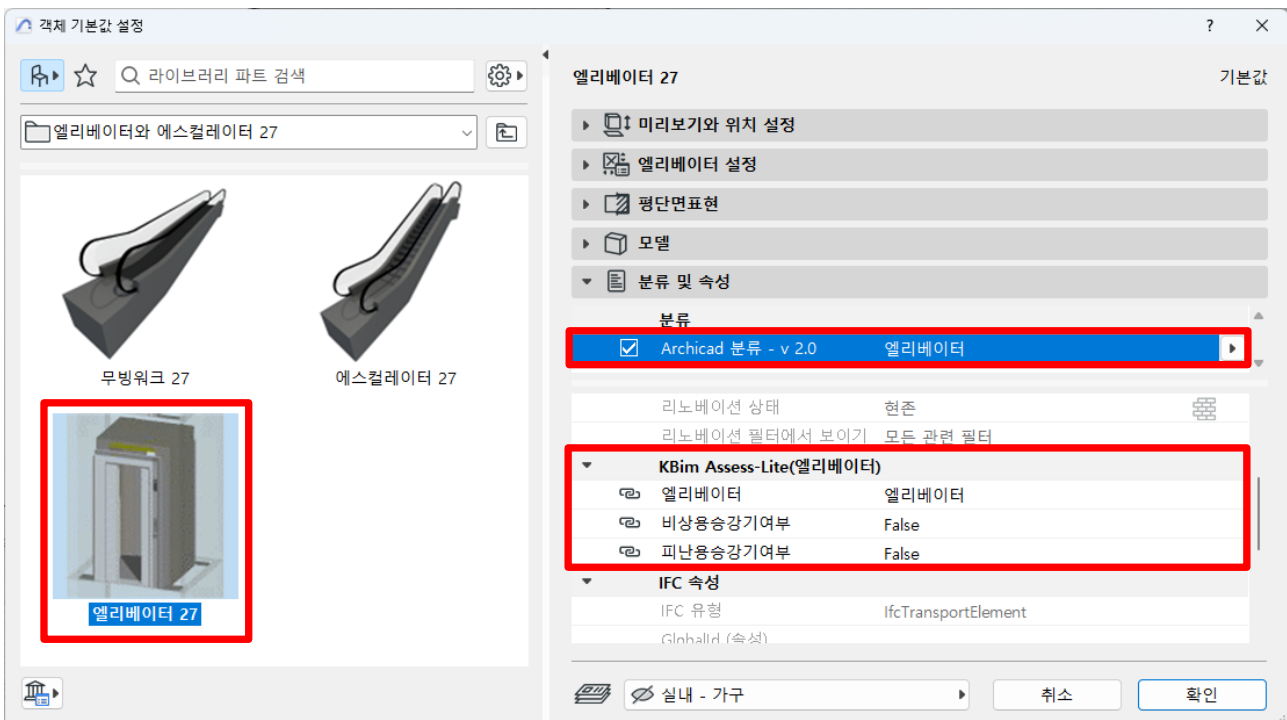 객체 기본값 설정
?
라이브러리 파트 검색
엘리베이터와 에스컬레이터 27
무빙워크 27
에스컬레이터 27
엘리베이터 27
엘리베이터 27 기본값
미리보기와 위치 설정
엘리베이터 설정
평단면표현
모델
분류 및 속성
분류
Archicad 분류 - v 2.0 엘리베이터
리노베이션 상태 현존
리노베이션 필터에서 보이기 모든 관련 필터
KBim Assess-Lite(엘리베이터)
엘리베이터 엘리베이터
비상용승강기여부 False
피난용승강기여부 False
IFC 속성
IFC 유형 IfcTransportElement
GlobalId (속성)
실내 - 가구
취소
확인